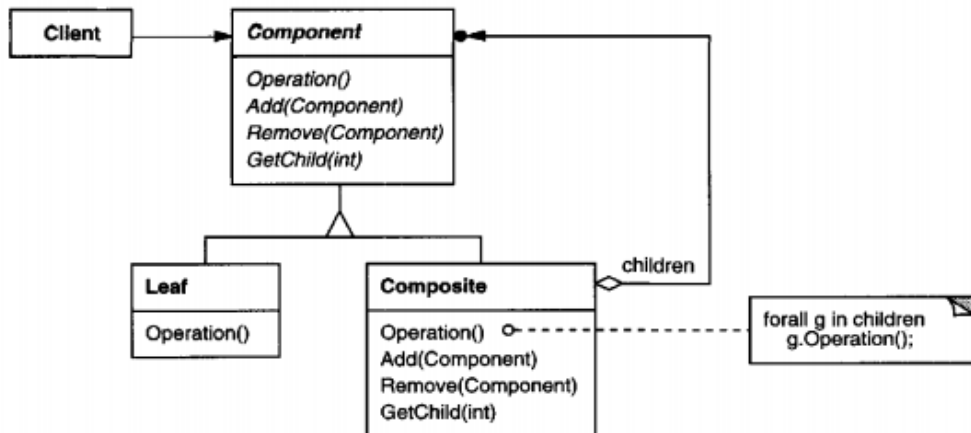 Client
Component
Operation()
Add(Component)
Remove(Component)
GetChild(int)
children
Leaf
Operation()
Composite
Operation()
Add(Component)
Remove(Component)
GetChild(int)
forall g in children
g.Operation();